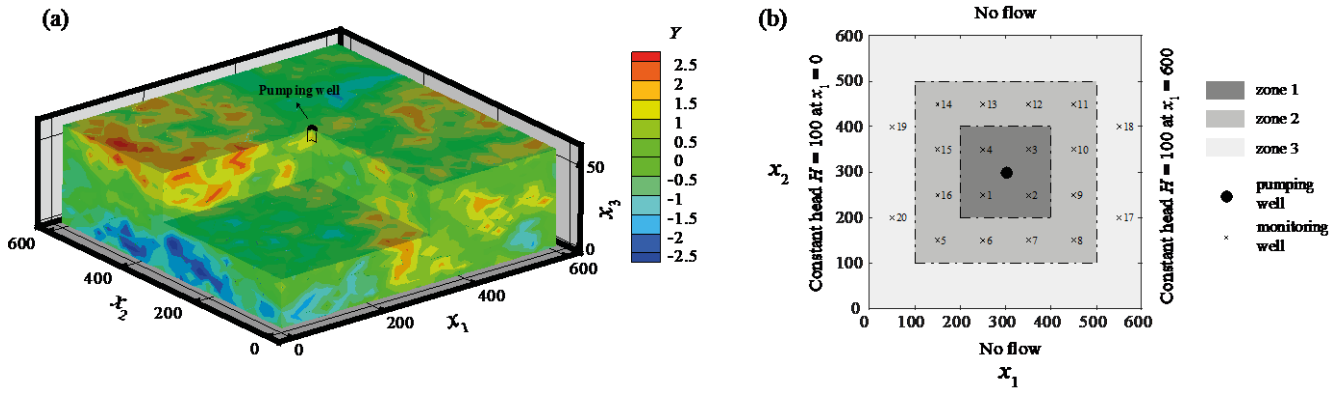 (a)
Pumping well
Y
2.5
2
1.5
1
0
-0.5
-1
-1.5
-2
-2.5
50
0
x3
600
400
200
0
x2
0
200
400
600
x1
(b)
No flow
600
500
400
300
200
100
0
x2
Constant head H = 100 at x1 = 0
Constant head H = 100 at x1 = 600
×14 ×13 ×12 ×11
×19 ×18
×15 ×4 ×3 ×10
×16 ×1 ×2 ×9
×20 ×17
×5 ×6 ×7 ×8
100 200 300 400 500 600
No flow
x1
zone 1
zone 2
zone 3
pumping
well
× monitoring
well